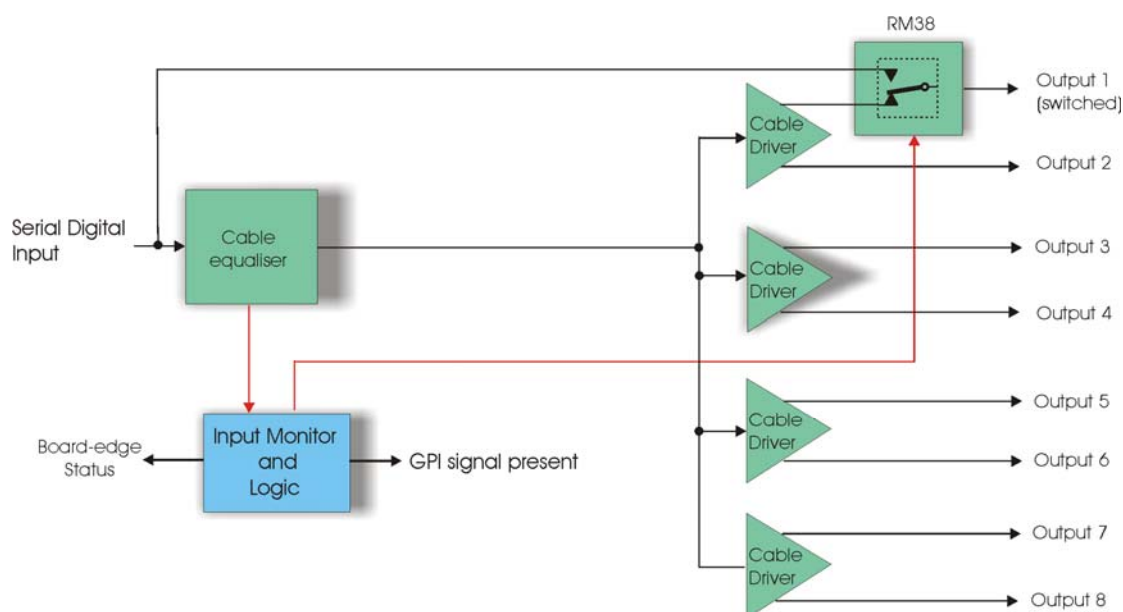 RM38
Output 1
(switched)
Cable
Driver
Output 2
Serial Digital
Input
Cable
equaliser
Cable
Driver
Output 3
Output 4
Input Monitor
and
Logic
Board-edge
Status
GPI signal present
Cable
Driver
Output 5
Output 6
Cable
Driver
Output 7
Output 8